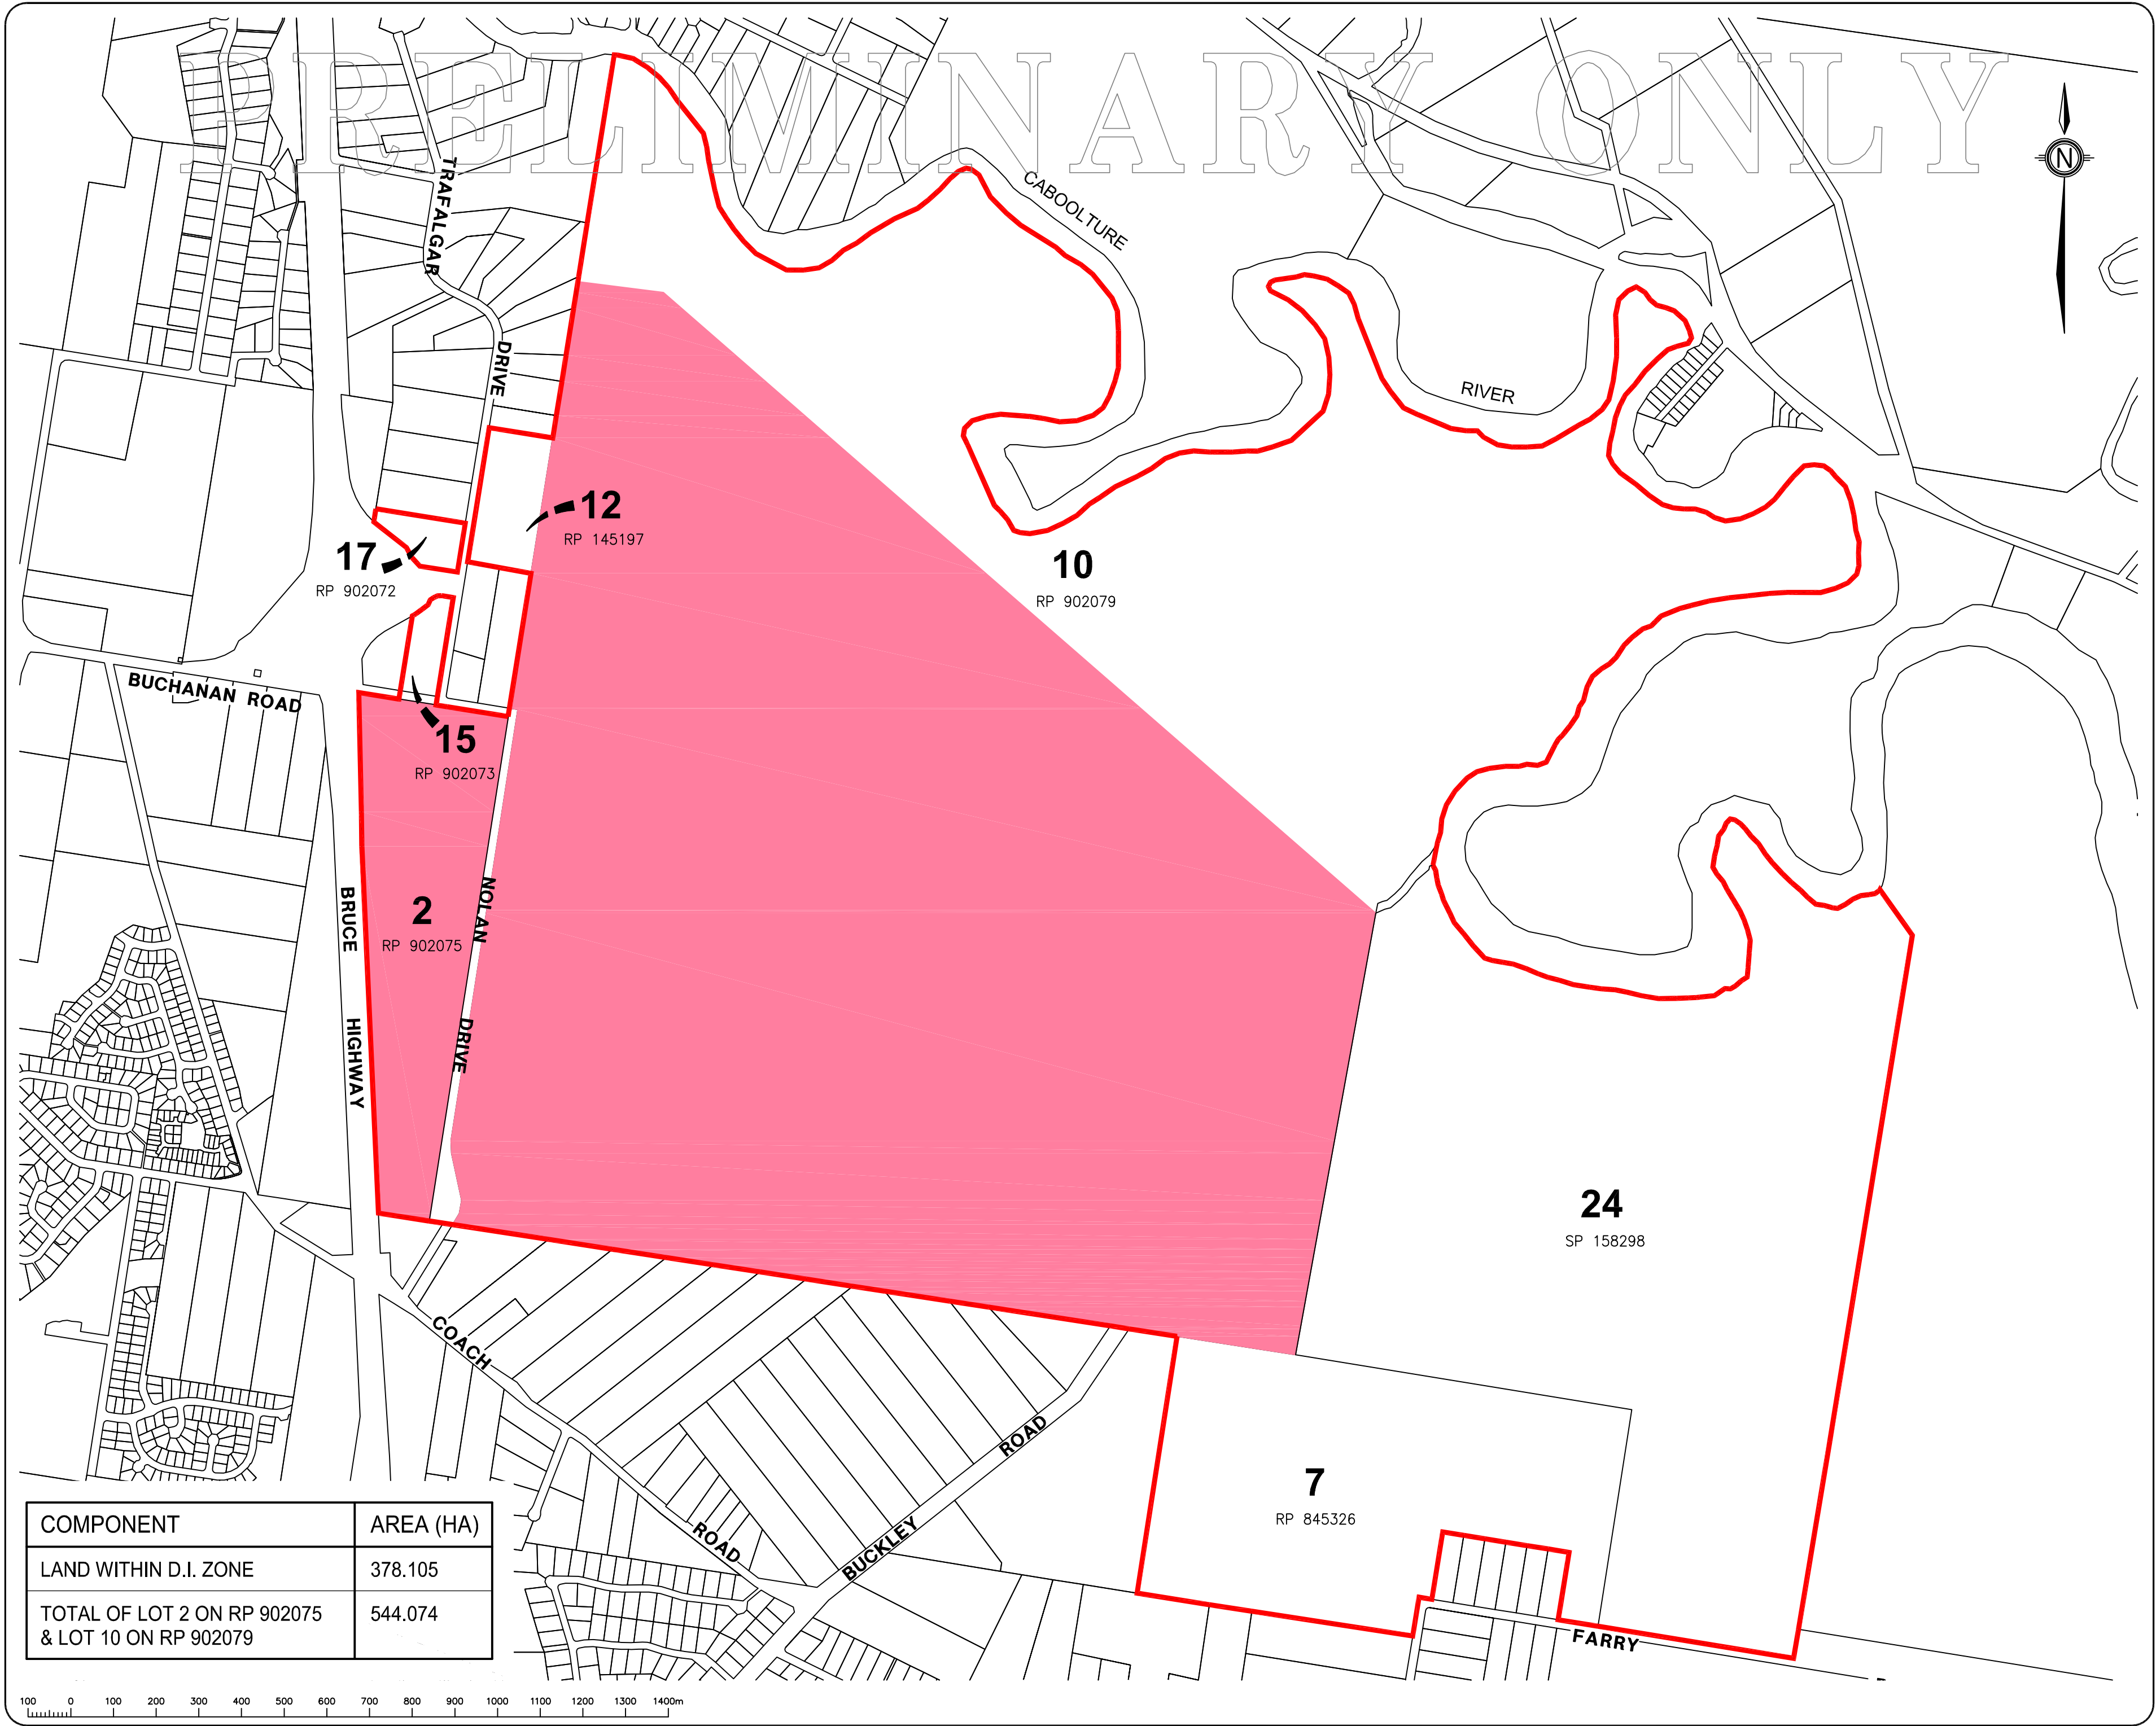 PRELIMINARY ONLY
N
TRAFALGAR
DRIVE
CABOOLTURE
RIVER
12
RP 145197
17
RP 902072
10
RP 902079
BUCHANAN ROAD
15
RP 902073
2
RP 902075
NOLAN
DRIVE
BRUCE
HIGHWAY
24
SP 158298
COACH
ROAD
BUCKLEY
ROAD
7
RP 845326
FARRY
COMPONENT AREA (HA)
LAND WITHIN D.I. ZONE 378.105
TOTAL OF LOT 2 ON RP 902075 544.074
& LOT 10 ON RP 902079
100 0 100 200 300 400 500 600 700 800 900 1000 1100 1200 1300 1400m